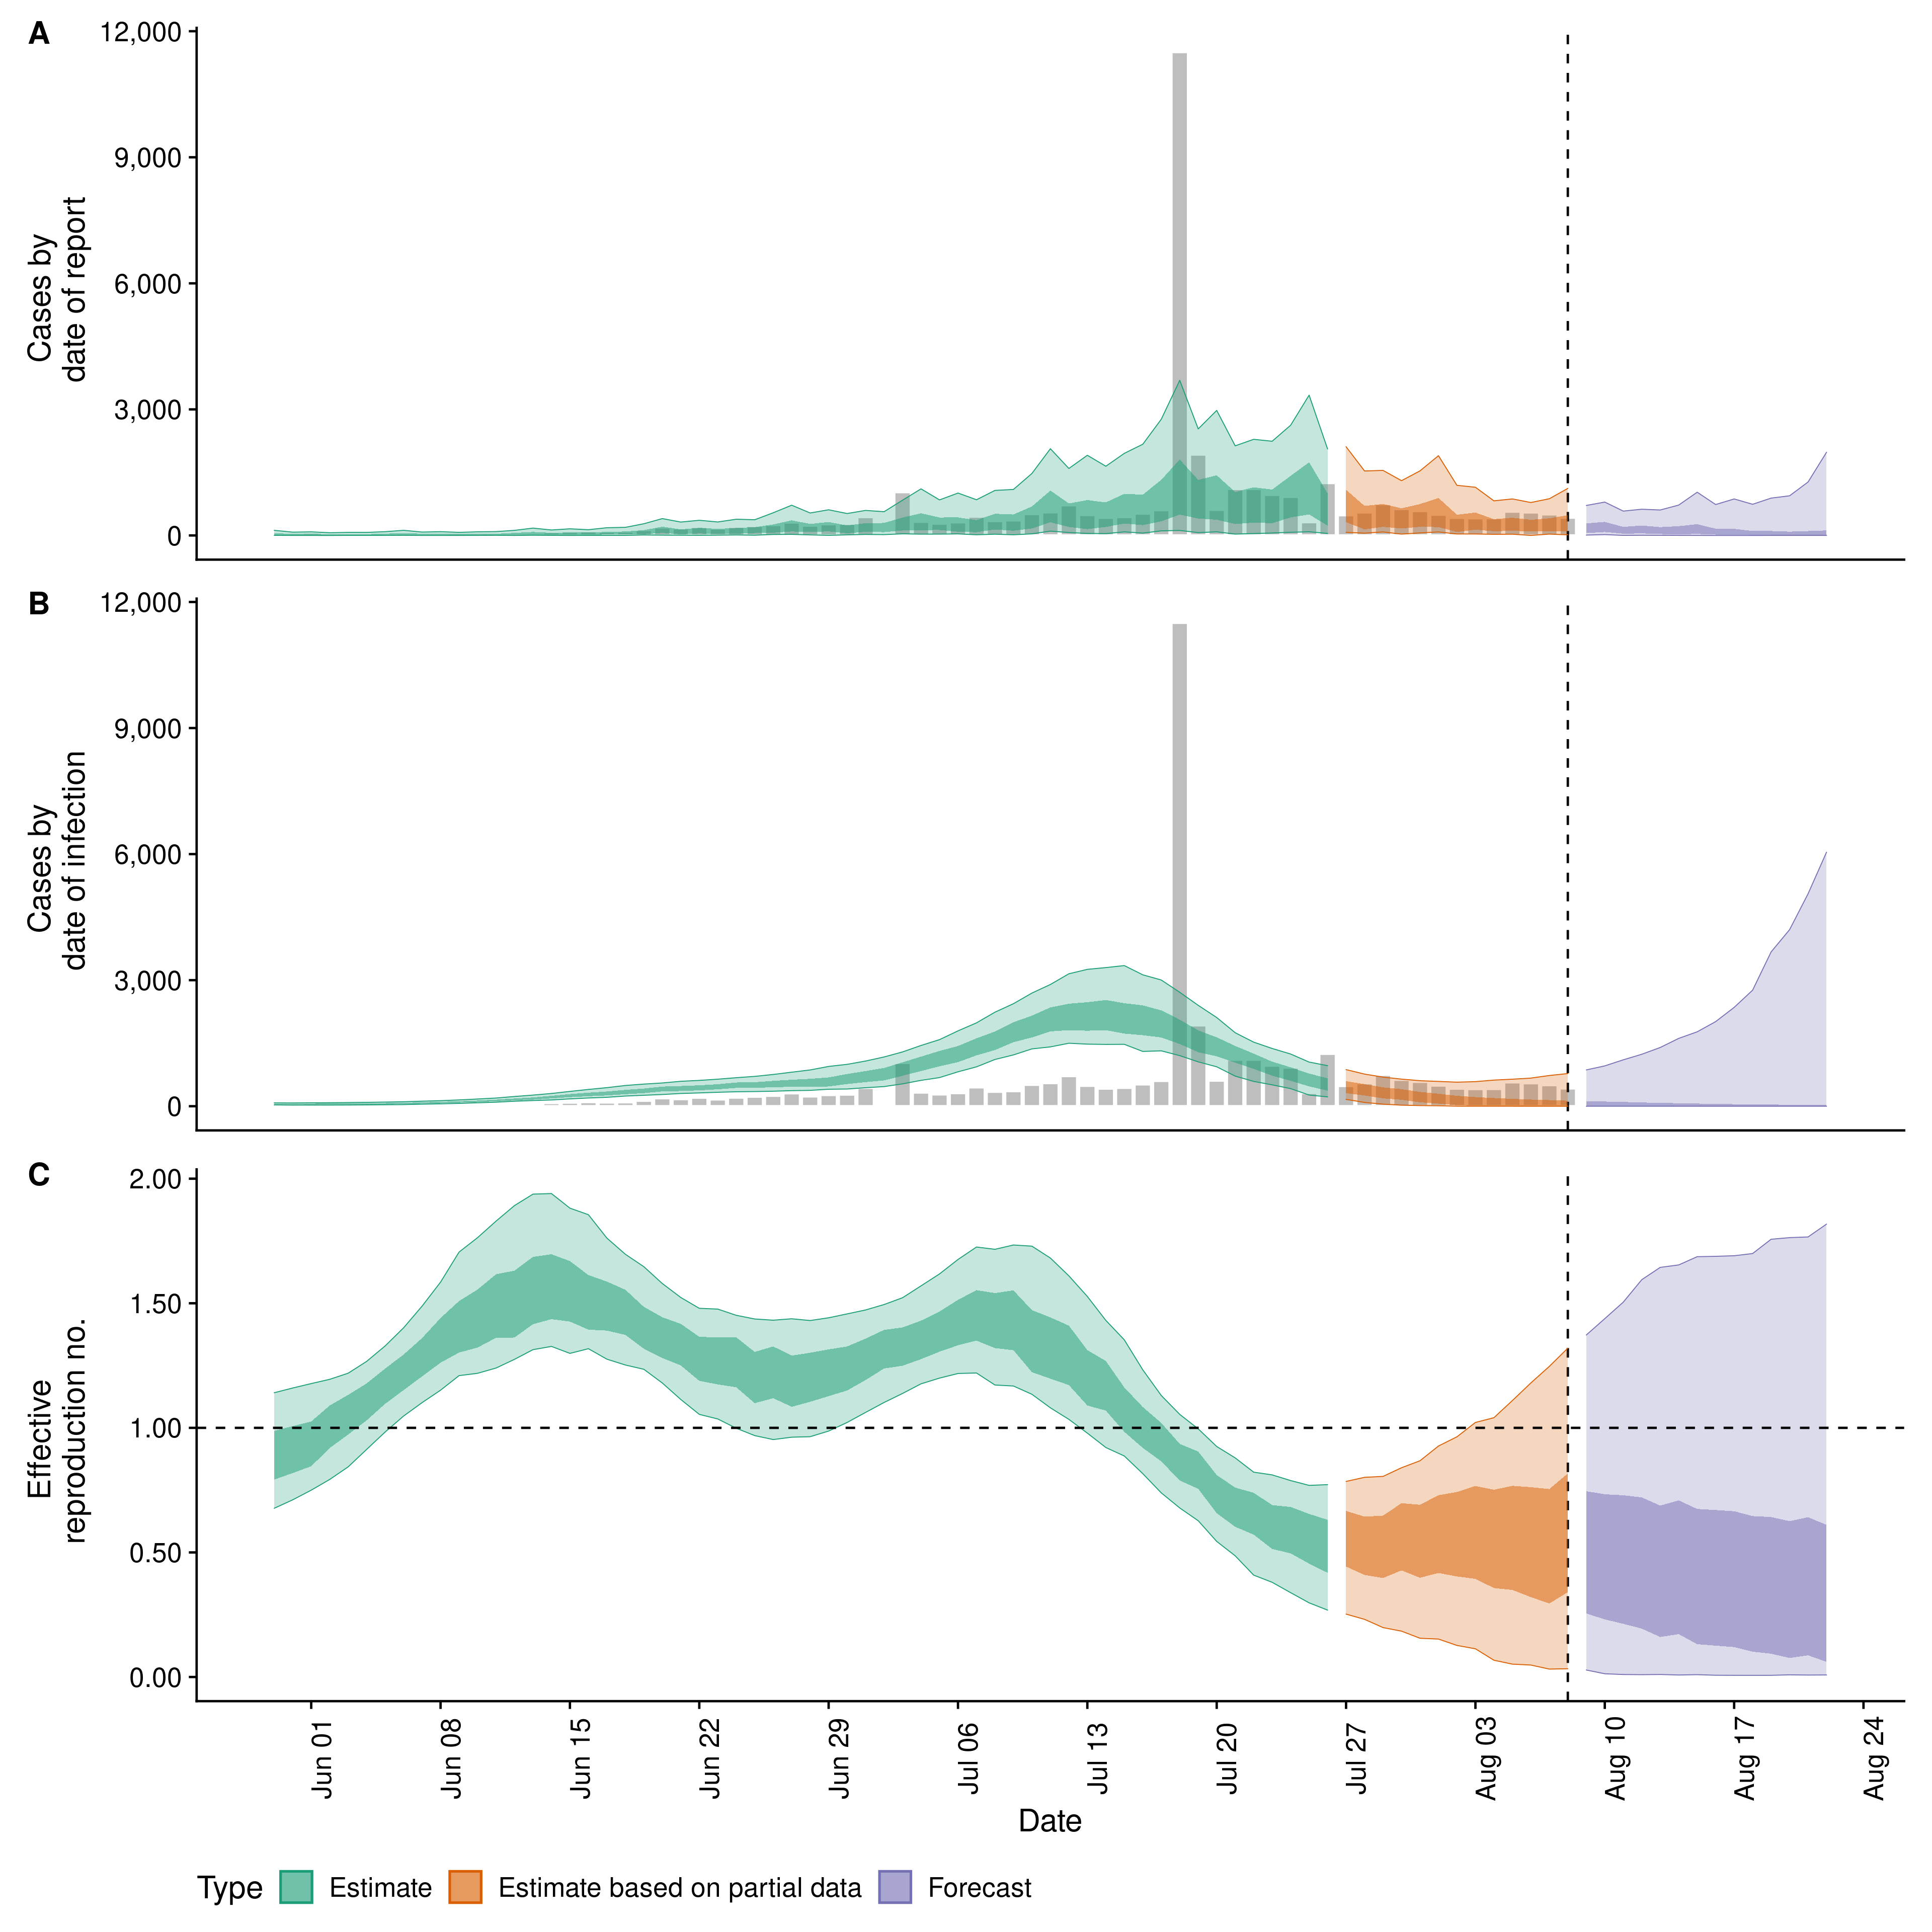 A
12,000
9,000
6,000
3,000
0
Cases by
date of report
B
12,000
9,000
6,000
3,000
0
Cases by
date of infection
C
2.00
1.50
1.00
0.50
0.00
Effective
reproduction no.
Jun 01
Jun 08
Jun 15
Jun 22
Jun 29
Jul 06
Jul 13
Jul 20
Jul 27
Aug 03
Aug 10
Aug 17
Aug 24
Date
Type Estimate Estimate based on partial data Forecast